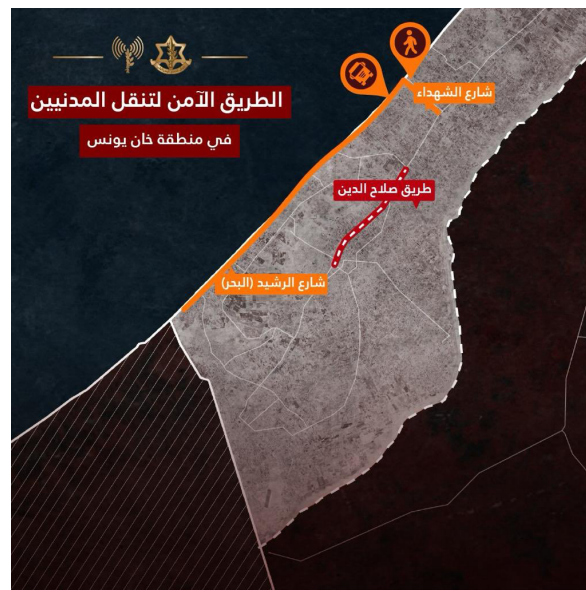 الطريق الآمن لتنقل المدنيين
في منطقة خان يونس
شارع الشهداء
طريق صلاح الدين
شارع الرشيد (البحر)